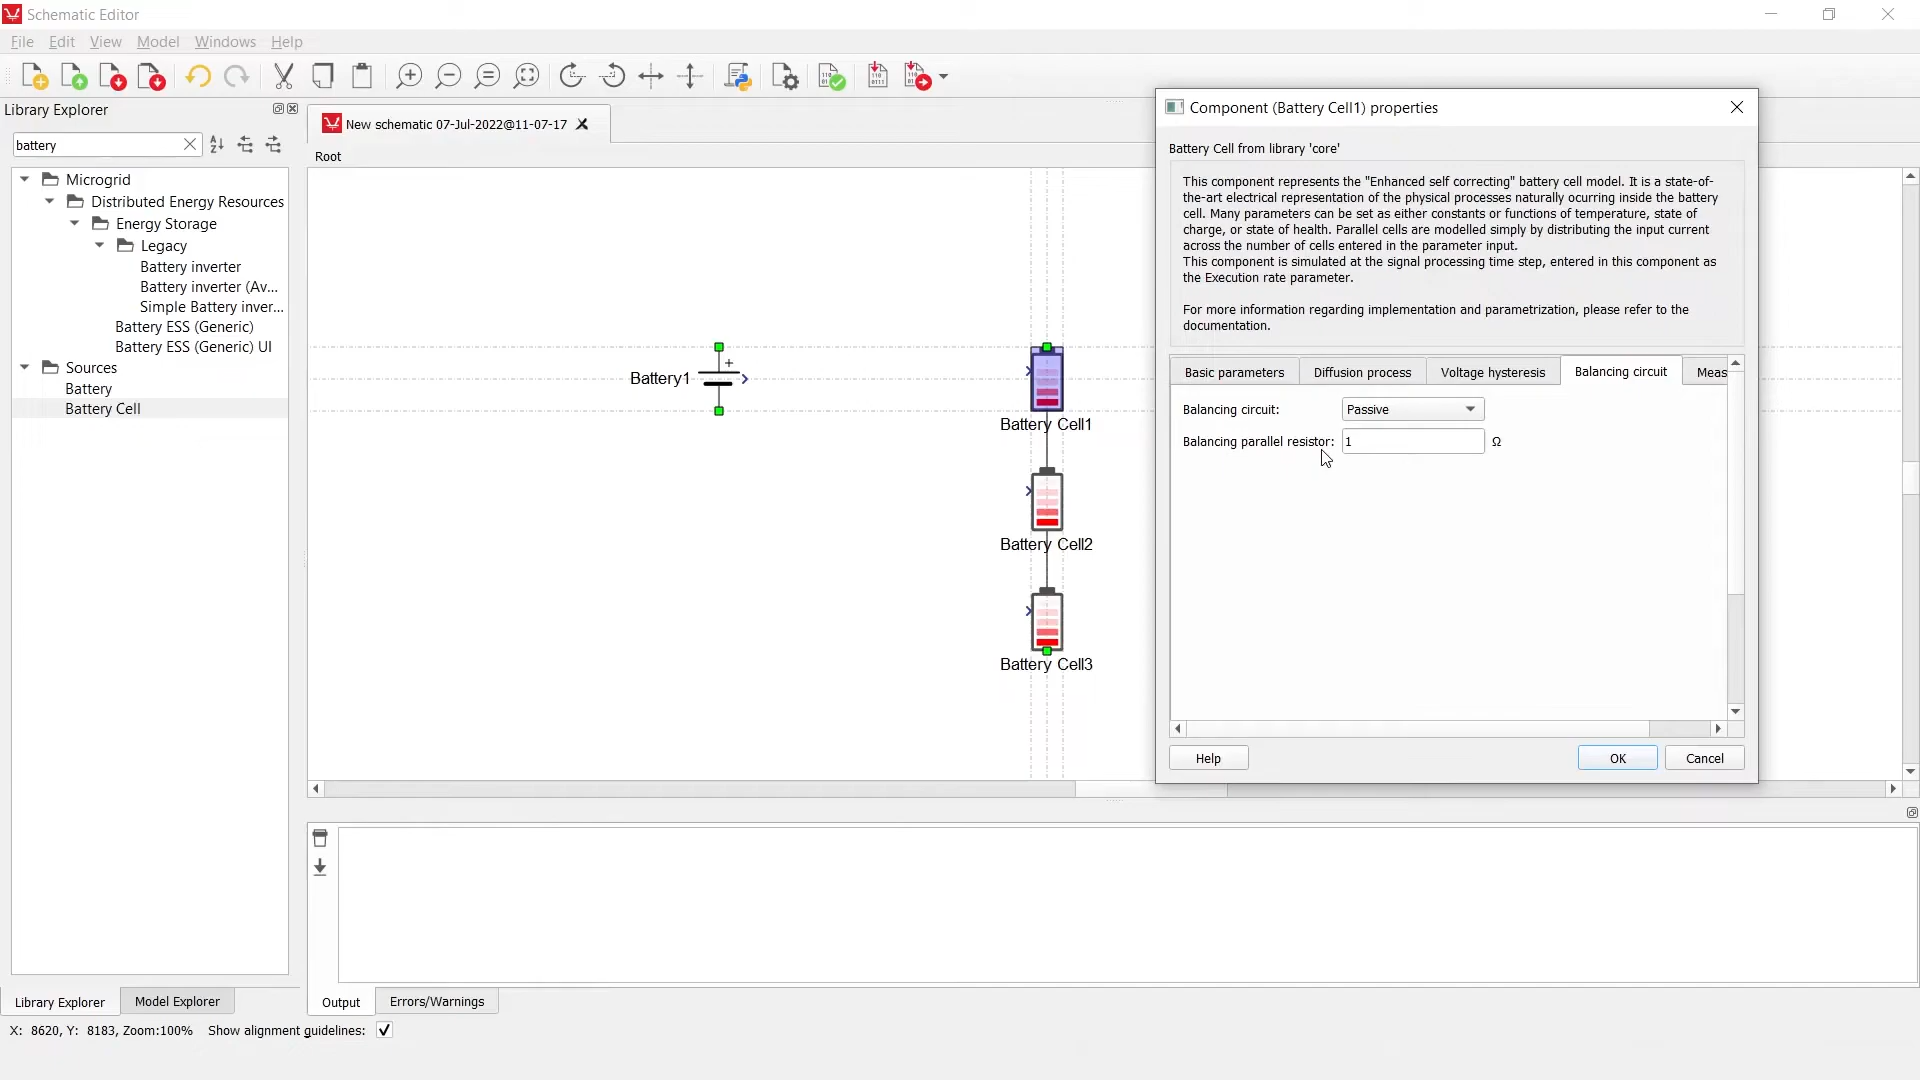 Schematic Editor
File Edit View Model Windows Help
Library Explorer
battery
Microgrid
Distributed Energy Resources
Energy Storage
Legacy
Battery inverter
Battery inverter (Av...
Simple Battery inver...
Battery ESS (Generic)
Battery ESS (Generic) UI
Sources
Battery
Battery Cell
New schematic 07-Jul-2022@11-07-17
Root
Battery1
+
Battery Cell1
Battery Cell2
Battery Cell3
Component (Battery Cell1) properties
Battery Cell from library 'core'
This component represents the "Enhanced self correcting" battery cell model. It is a state-of-
the-art electrical representation of the physical processes naturally ocurring inside the battery
cell. Many parameters can be set as either constants or functions of temperature, state of
charge, or state of health. Parallel cells are modelled simply by distributing the input current
across the number of cells entered in the parameter input.
This component is simulated at the signal processing time step, entered in this component as
the Execution rate parameter.
For more information regarding implementation and parametrization, please refer to the
documentation.
Basic parameters Diffusion process Voltage hysteresis Balancing circuit Meas
Balancing circuit: Passive
Balancing parallel resistor: 1 Ω
Help OK Cancel
Library Explorer Model Explorer
Output Errors/Warnings
X: 8620, Y: 8183, Zoom:100% Show alignment guidelines: